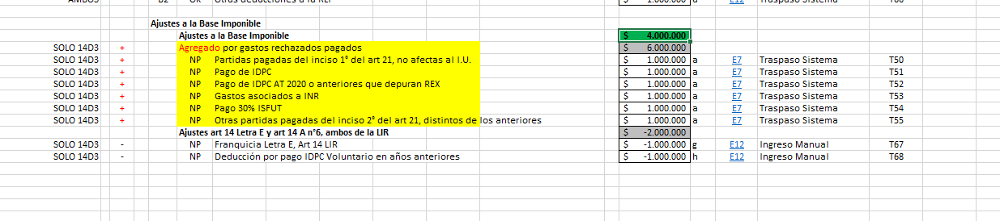 AMBOS B2 OR Otras deducciones a la RLI $ 1.000.000 a E12 Traspaso Sistema T66
Ajustes a la Base Imponible
Ajustes a la Base Imponible $ 4.000.000
SOLO 14D3 + Agregado por gastos rechazados pagados $ 6.000.000
SOLO 14D3 + NP Partidas pagadas del inciso 1° del art 21, no afectas al I.U. $ 1.000.000 a E7 Traspaso Sistema T50
SOLO 14D3 + NP Pago de IDPC $ 1.000.000 a E7 Traspaso Sistema T51
SOLO 14D3 + NP Pago de IDPC AT 2020 o anteriores que depuran REX $ 1.000.000 a E7 Traspaso Sistema T52
SOLO 14D3 + NP Gastos asociados a INR $ 1.000.000 a E7 Traspaso Sistema T53
SOLO 14D3 + NP Pago 30% ISFUT $ 1.000.000 a E7 Traspaso Sistema T54
SOLO 14D3 + NP Otras partidas pagadas del inciso 2° del art 21, distintos de los anteriores $ 1.000.000 a E7 Traspaso Sistema T55
Ajustes art 14 Letra E y art 14 A n°6, ambos de la LIR $ -2.000.000
SOLO 14D3 - NP Franquicia Letra E, Art 14 LIR $ -1.000.000 g E12 Ingreso Manual T67
SOLO 14D3 - NP Deducción por pago IDPC Voluntario en años anteriores $ -1.000.000 h E12 Ingreso Manual T68